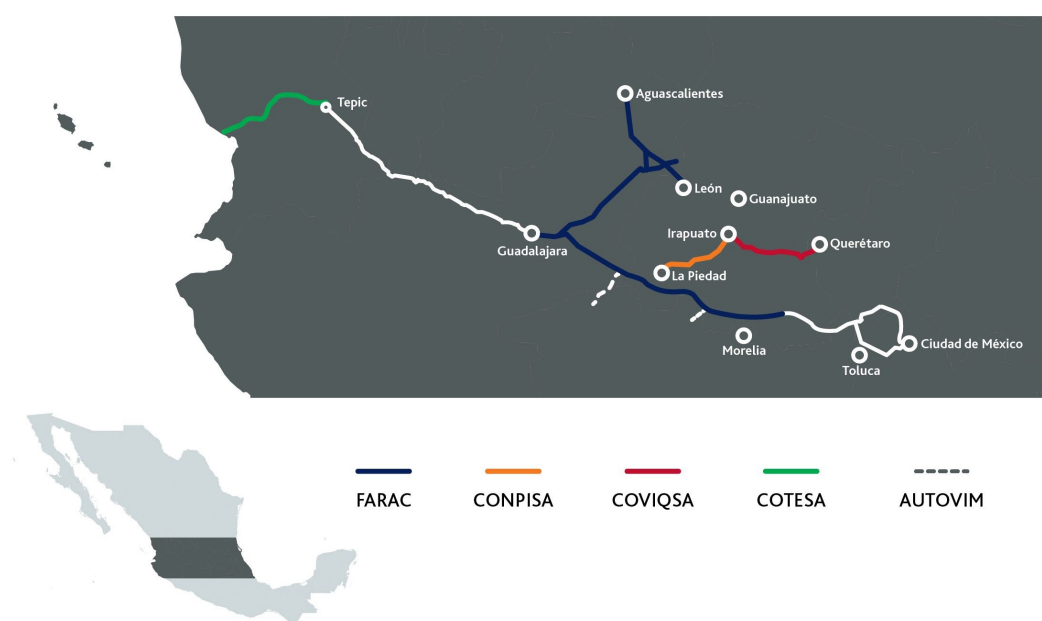 Tepic
Aguascalientes
León
Guanajuato
Guadalajara
Irapuato
Querétaro
La Piedad
Morelia
Ciudad de México
Toluca
FARAC
CONPISA
COVIQSA
COTESA
AUTOVIM